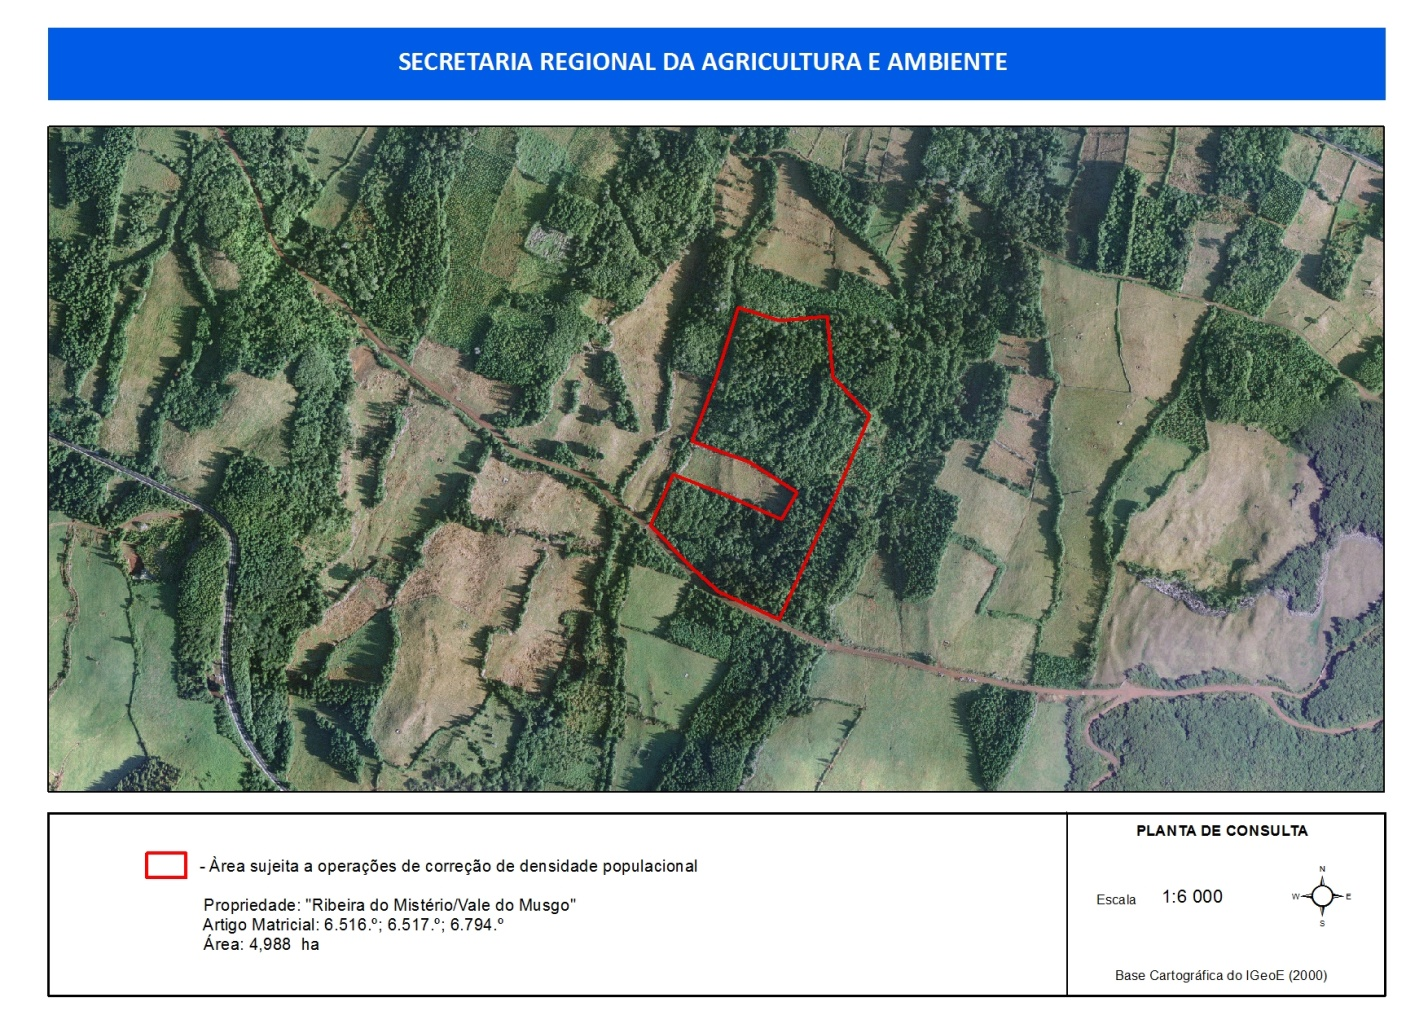 SECRETARIA REGIONAL DA AGRICULTURA E AMBIENTE
- Àrea sujeita a operações de correção de densidade populacional
Propriedade: "Ribeira do Mistério/Vale do Musgo"
Artigo Matricial: 6.516.º; 6.517.º; 6.794.º
Área: 4,988 ha
PLANTA DE CONSULTA
Escala 1:6 000
N
W E
S
Base Cartográfica do IGeoE (2000)